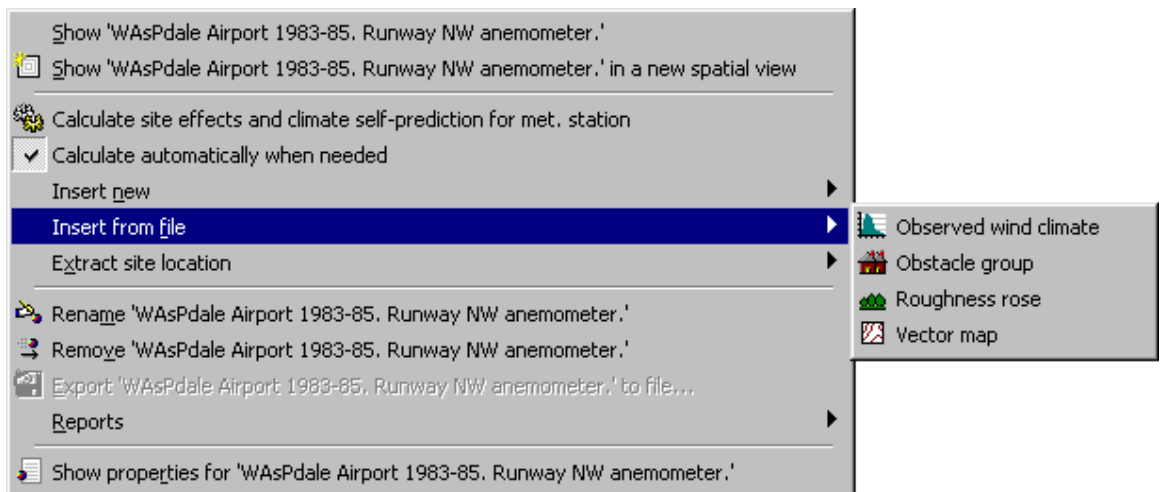 Show 'WAsPdale Airport 1983-85. Runway NW anemometer.'
Show 'WAsPdale Airport 1983-85. Runway NW anemometer.' in a new spatial view
Calculate site effects and climate self-prediction for met. station
Calculate automatically when needed
Insert new
Insert from file
Extract site location
Rename 'WAsPdale Airport 1983-85. Runway NW anemometer.'
Remove 'WAsPdale Airport 1983-85. Runway NW anemometer.'
Export 'WAsPdale Airport 1983-85. Runway NW anemometer.' to file...
Reports
Show properties for 'WAsPdale Airport 1983-85. Runway NW anemometer.'
Observed wind climate
Obstacle group
Roughness rose
Vector map